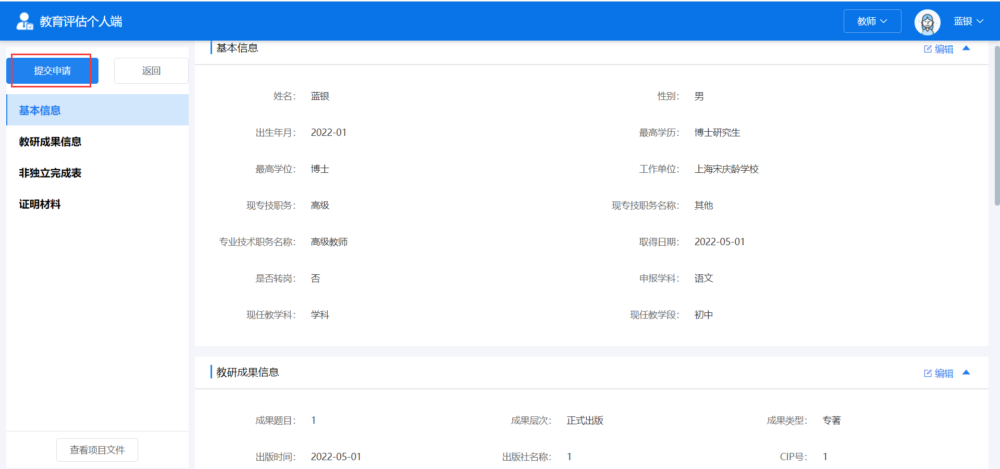 教育评估个人端
教师
蓝银
提交申请
返回
基本信息
教研成果信息
非独立完成表
证明材料
查看项目文件
基本信息
编辑
姓名： 蓝银 性别： 男
出生年月： 2022-01 最高学历： 博士研究生
最高学位： 博士 工作单位： 上海宋庆龄学校
现专技职务： 高级 现专技职务名称： 其他
专业技术职务名称： 高级教师 取得日期： 2022-05-01
是否转岗： 否 申报学科： 语文
现任教学科： 学科 现任教学段： 初中
教研成果信息
编辑
成果题目： 1 成果层次： 正式出版 成果类型： 专著
出版时间： 2022-05-01 出版社名称： 1 CIP号： 1